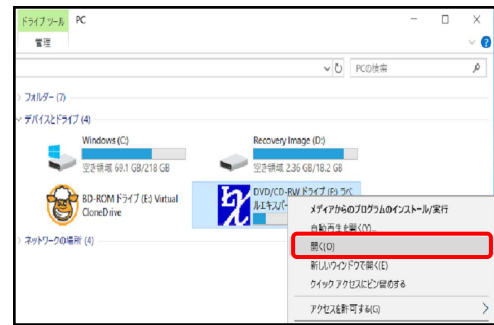 ドライブ ツール PC
管理
PCの検索
フォルダー (7)
デバイスとドライブ (4)
Windows (C:)
空き領域 69.1 GB/218 GB
Recovery Image (D:)
空き領域 2.36 GB/18.2 GB
BD-ROM ドライブ (E:) Virtual
CloneDrive
DVD/CD-RW ドライブ (F:) ラベ
ルエキスパ
メディアからのプログラムのインストール/実行
自動再生を開く(Y)...
開く(O)
新しいウィンドウで開く(E)
クイック アクセスにピン留めする
アクセスを許可する(G)
ネットワークの場所 (4)